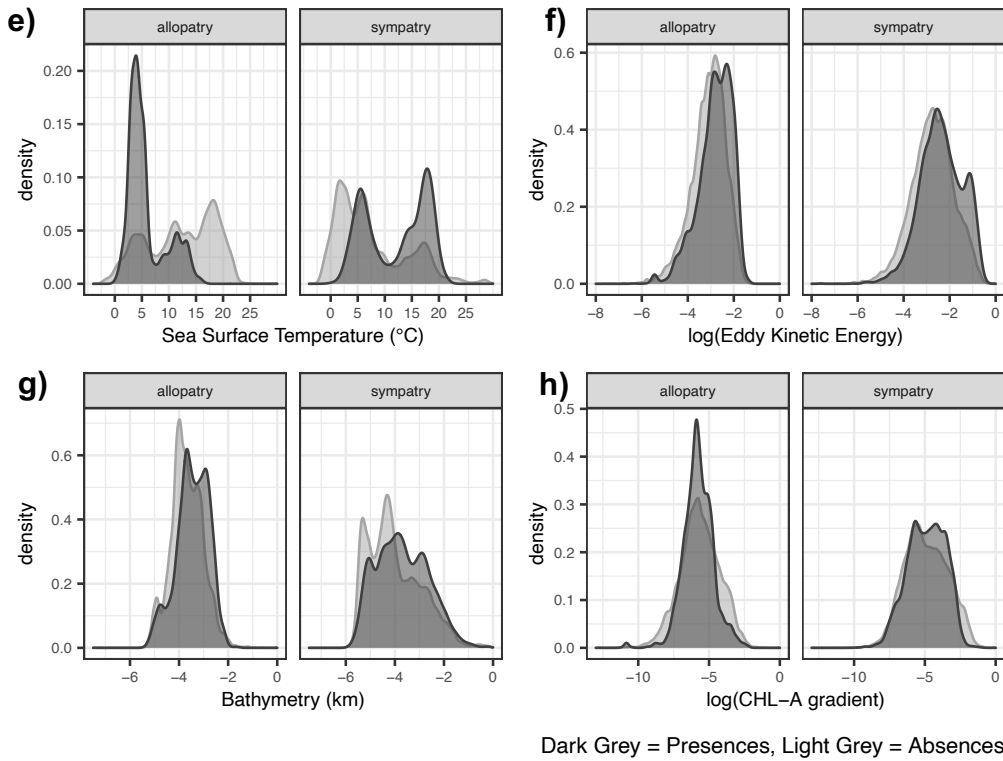 e)
allopatry
sympatry
density
0.20
0.15
0.10
0.05
0.00
0 5 10 15 20 25
0 5 10 15 20 25
Sea Surface Temperature (°C)
f)
allopatry
sympatry
density
0.6
0.4
0.2
0.0
−8 −6 −4 −2 0
−8 −6 −4 −2 0
log(Eddy Kinetic Energy)
g)
allopatry
sympatry
density
0.6
0.4
0.2
0.0
−6 −4 −2 0
−6 −4 −2 0
Bathymetry (km)
h)
allopatry
sympatry
density
0.5
0.4
0.3
0.2
0.1
0.0
−10 −5 0
−10 −5 0
log(CHL−A gradient)
Dark Grey = Presences, Light Grey = Absences